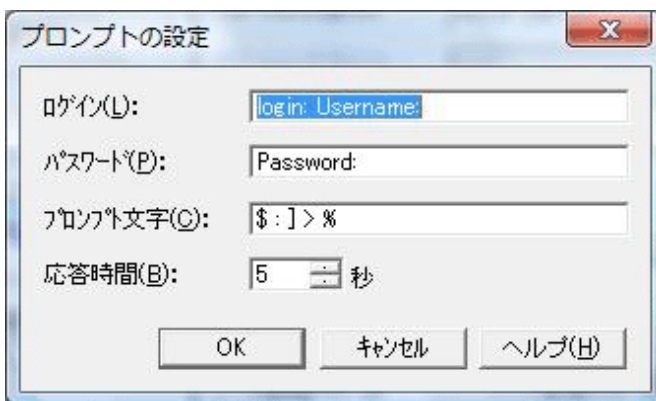 プロンプトの設定
ﾛｸﾞｲﾝ(L): login: Username:
ﾊﾟｽﾜｰﾄﾞ(P): Password:
ﾌﾟﾛﾝﾌﾟﾄ文字(C): $ : ] > %
応答時間(B): 5 秒
OK ｷｬﾝｾﾙ ヘルプ(H)